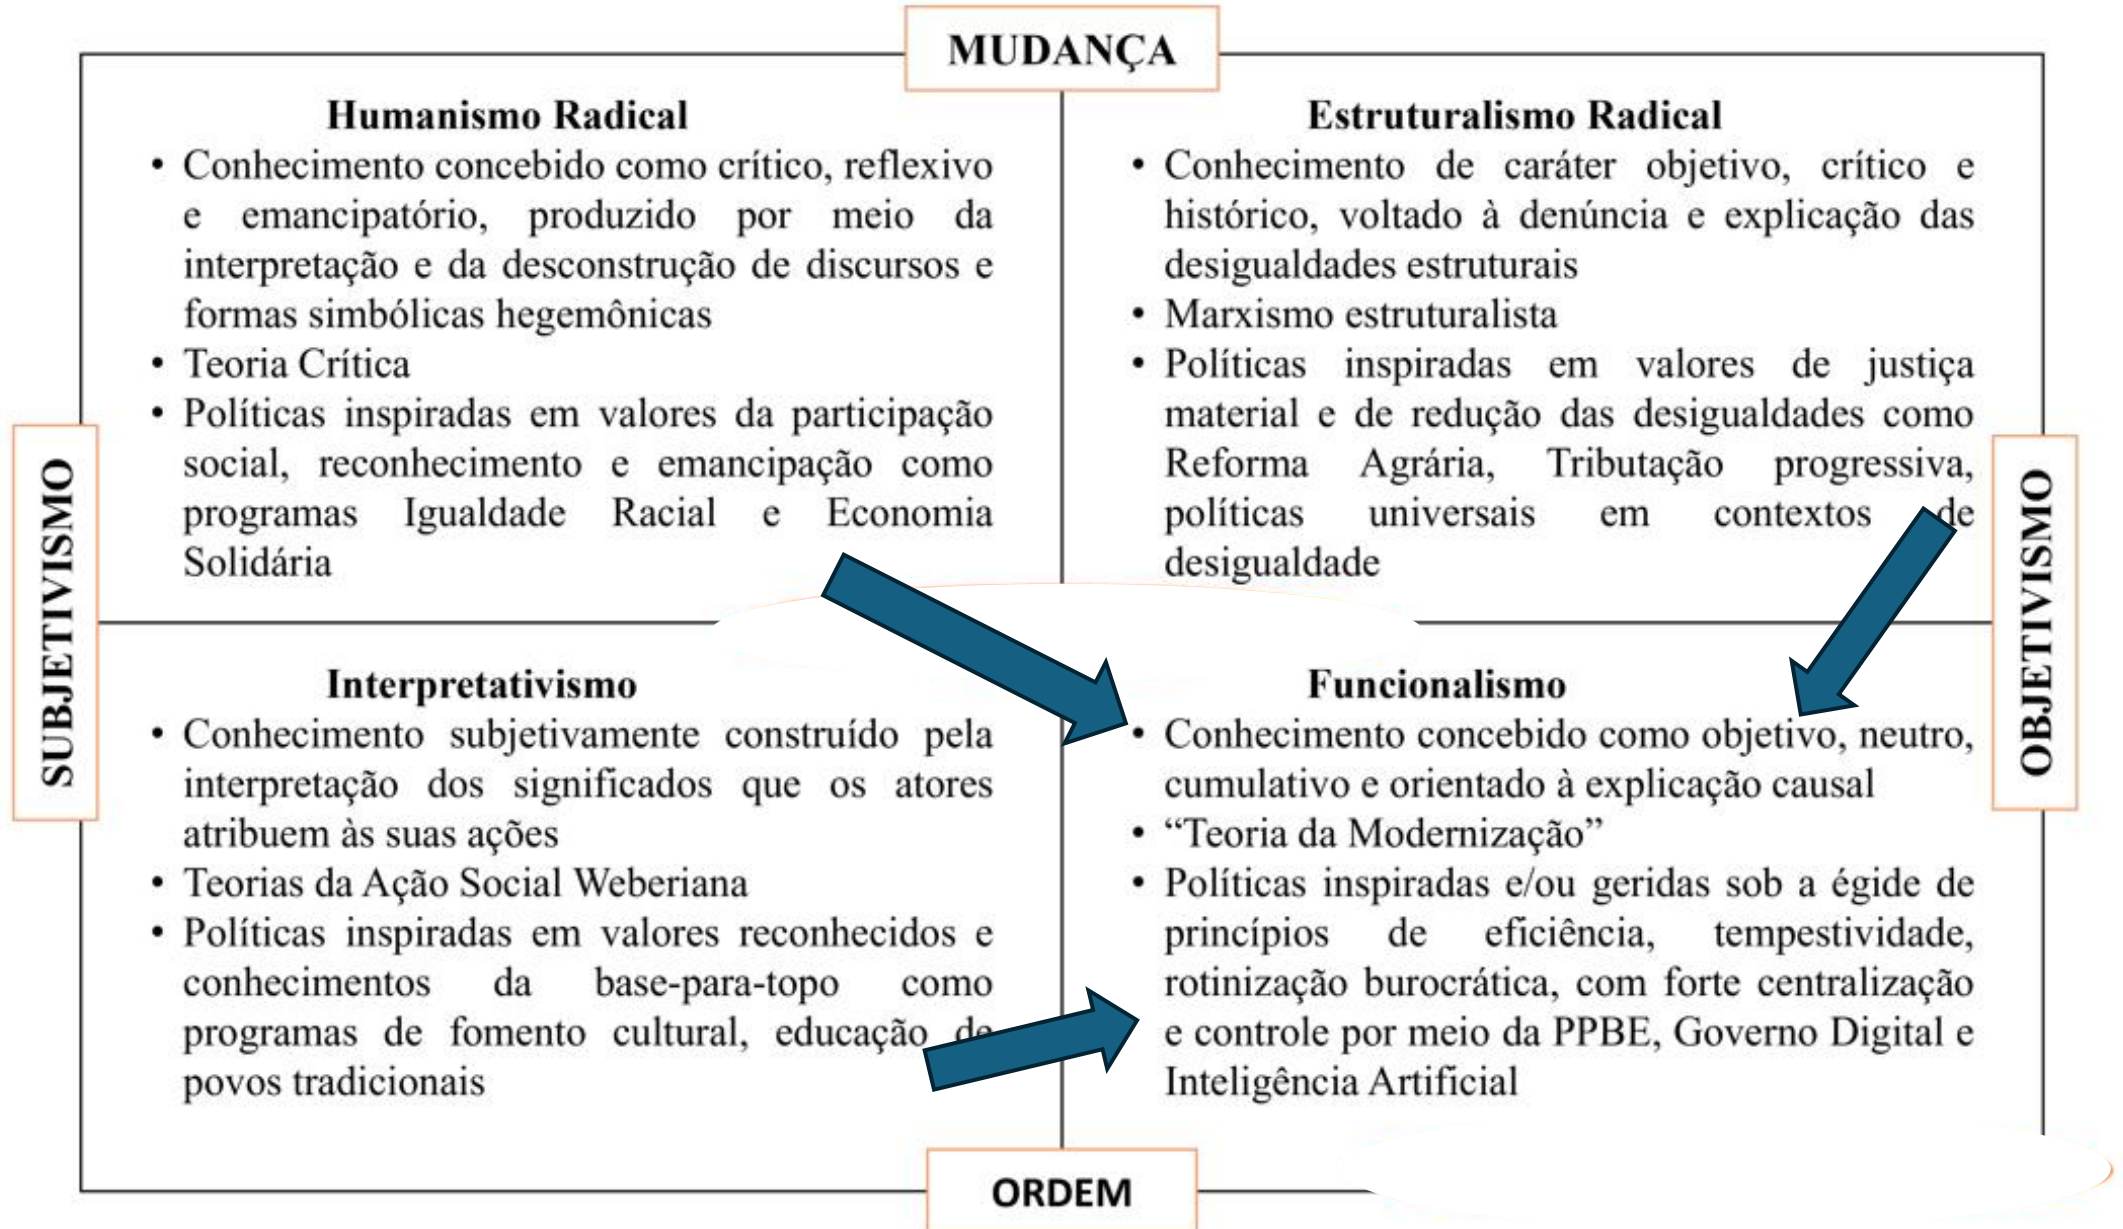 MUDANÇA
Humanismo Radical
• Conhecimento concebido como crítico, reflexivo
e emancipatório, produzido por meio da
interpretação e da desconstrução de discursos e
formas simbólicas hegemônicas
• Teoria Crítica
• Políticas inspiradas em valores da participação
social, reconhecimento e emancipação como
programas Igualdade Racial e Economia
Solidária
Estruturalismo Radical
• Conhecimento de caráter objetivo, crítico e
histórico, voltado à denúncia e explicação das
desigualdades estruturais
• Marxismo estruturalista
• Políticas inspiradas em valores de justiça
material e de redução das desigualdades como
Reforma Agrária, Tributação progressiva,
políticas universais em contextos de
desigualdade
SUBJETIVISMO
OBJETIVISMO
Interpretativismo
• Conhecimento subjetivamente construído pela
interpretação dos significados que os atores
atribuem às suas ações
• Teorias da Ação Social Weberiana
• Políticas inspiradas em valores reconhecidos e
conhecimentos da base-para-topo como
programas de fomento cultural, educação de
povos tradicionais
Funcionalismo
• Conhecimento concebido como objetivo, neutro,
cumulativo e orientado à explicação causal
• “Teoria da Modernização”
• Políticas inspiradas e/ou geridas sob a égide de
princípios de eficiência, tempestividade,
rotinização burocrática, com forte centralização
e controle por meio da PPBE, Governo Digital e
Inteligência Artificial
ORDEM